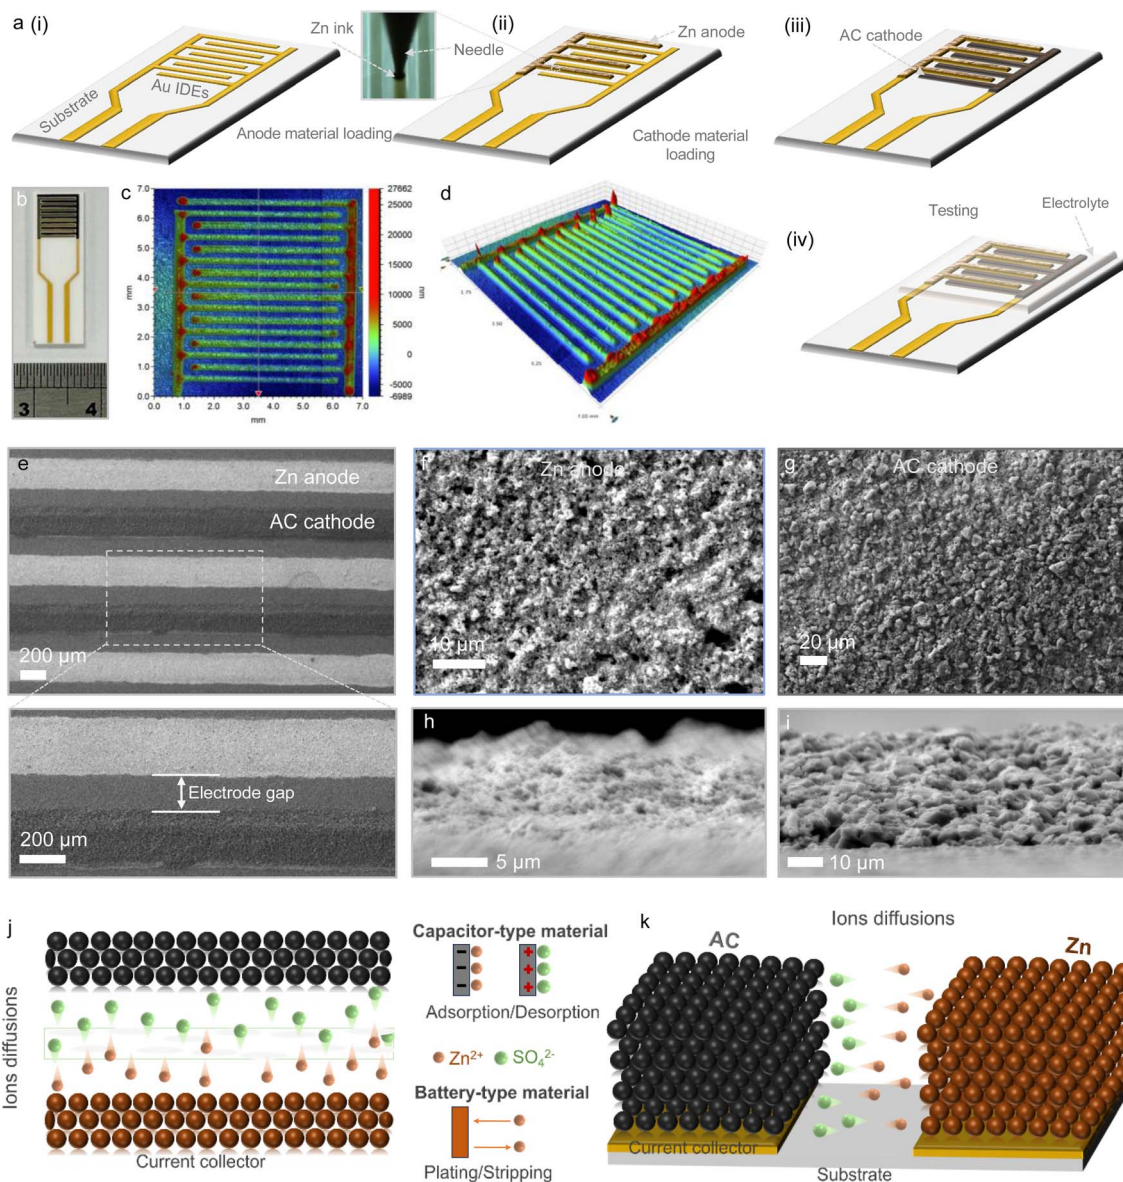 a (i)
Zn ink
Needle
(ii)
Zn anode
(iii)
AC cathode
Substrate
Au IDEs
Anode material loading
Cathode material
loading
b
3 4
c
7.0
6.0
5.0
4.0
3.0
2.0
1.0
0.0
mm
0.0 1.0 2.0 3.0 4.0 5.0 6.0 7.0
mm
27662
25000
20000
15000
10000
5000
0
-5000
-6989
nm
d
Testing
Electrolyte
(iv)
e
Zn anode
AC cathode
200 µm
Electrode gap
200 µm
f
Zn anode
10 µm
g
AC cathode
20 µm
h
5 µm
i
10 µm
j
Ions diffusions
Current collector
Capacitor-type material
Adsorption/Desorption
Zn²⁺ SO₄²⁻
Battery-type material
Plating/Stripping
k
Ions diffusions
AC
Zn
Current collector
Substrate